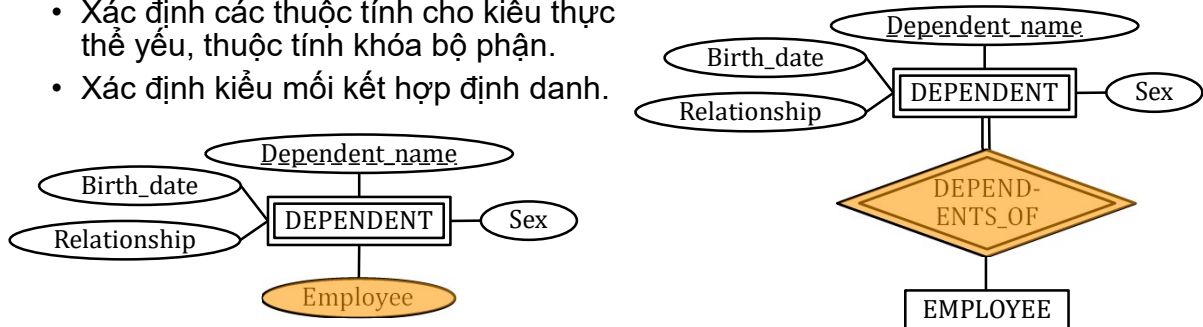 • Xác định các thuộc tính cho kiểu thực
thể yếu, thuộc tính khóa bộ phận.
• Xác định kiểu mối kết hợp định danh.
Dependent_name
Birth_date
DEPENDENT
Sex
Relationship
Employee
Dependent_name
Birth_date
DEPENDENT
Sex
Relationship
DEPEND-
ENTS_OF
EMPLOYEE